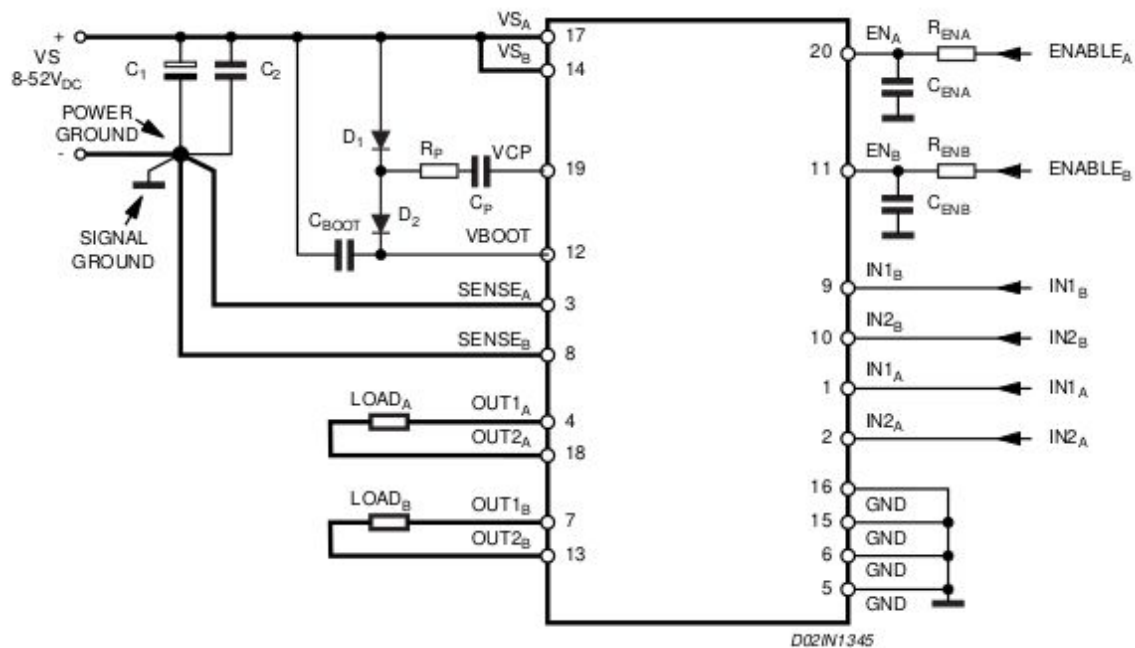 +
VS
8-52VDC
C1
C2
POWER
GROUND
-
SIGNAL
GROUND
D1
RP
VCP
CP
CBOOT
D2
VBOOT
VSA
17
VSB
14
19
12
SENSEA
3
SENSEB
8
LOADA
OUT1A
4
OUT2A
18
LOADB
OUT1B
7
OUT2B
13
20
ENA
RENA
ENABLEA
CENA
11
ENB
RENB
ENABLEB
CENB
9
IN1B
IN1B
10
IN2B
IN2B
1
IN1A
IN1A
2
IN2A
IN2A
16
GND
15
GND
6
GND
5
GND
D02IN1345